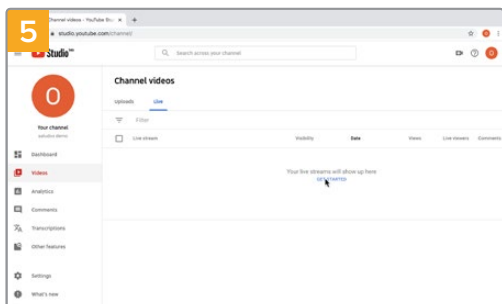 5
Channel videos - YouTube Stu
studio.youtube.com/channel/
Studio
Search across your channel
O
O
O
Your channel
Channel videos
Uploads Live
Filter
Live stream Visibility Date Views Live viewers Comments
Your live streams will show up here
GET STARTED
Dashboard
Videos
Analytics
Comments
Transcriptions
Other features
Settings
What's new